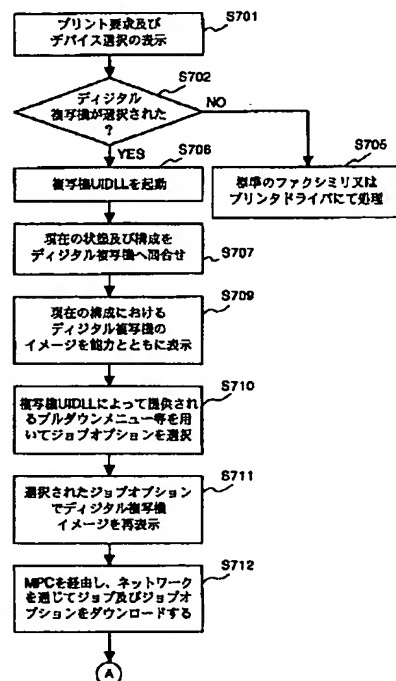 S701
プリント要求及び
デバイス選択の表示
S702
ディジタル
複写機が選択された
?
NO
YES
S706
複写機UIDLLを起動
S705
標準のファクシミリ又は
プリンタドライバにて処理
現在の状態及び構成を
ディジタル複写機へ問合せ
S707
S709
現在の構成における
ディジタル複写機の
イメージを能力とともに表示
S710
複写機UIDLLによって提供され
るプルダウンメニュー等を用
いてジョブオプションを選択
S711
選択されたジョブオプション
でディジタル複写機
イメージを再表示
S712
MPCを経由し、ネットワーク
を通じてジョブ及びジョブオ
プションをダウンロードする
A